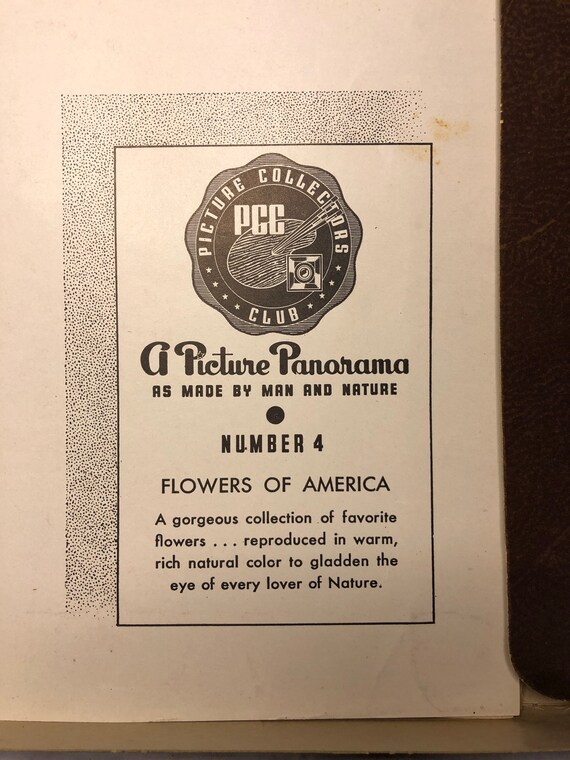 PICTURE COLLECTORS
PCC
CLUB
A Picture Panorama
AS MADE BY MAN AND NATURE
NUMBER 4
FLOWERS OF AMERICA
A gorgeous collection of favorite
flowers . . . reproduced in warm,
rich natural color to gladden the
eye of every lover of Nature.